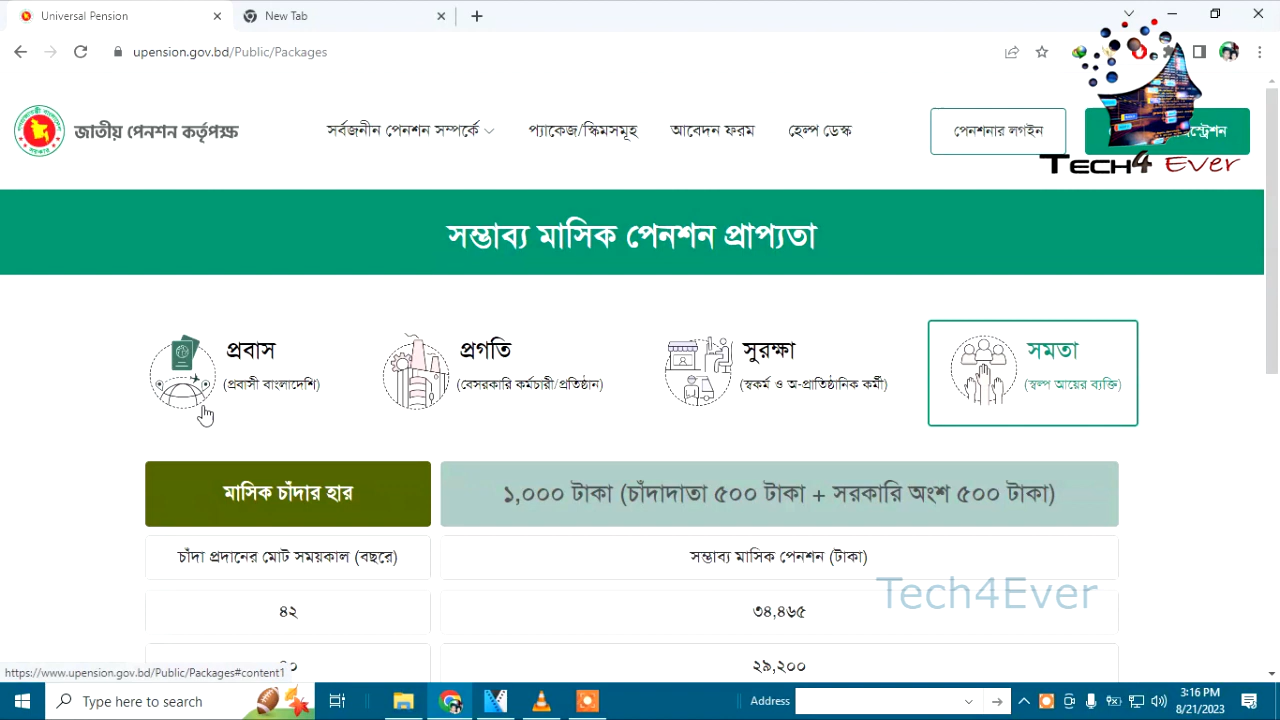 Universal Pension
New Tab
upension.gov.bd/Public/Packages
জাতীয় পেনশন কর্তৃপক্ষ
সর্বজনীন পেনশন সম্পর্কে
প্যাকেজ/স্কিমসমূহ
আবেদন ফরম
হেল্প ডেস্ক
পেনশনার লগইন
TECH4 Ever
সম্ভাব্য মাসিক পেনশন প্রাপ্যতা
প্রবাস
(প্রবাসী বাংলাদেশি)
প্রগতি
(বেসরকারি কর্মচারী/প্রতিষ্ঠান)
সুরক্ষা
(স্বকর্ম ও অ-প্রাতিষ্ঠানিক কর্মী)
সমতা
(স্বল্প আয়ের ব্যক্তি)
মাসিক চাঁদার হার
১,০০০ টাকা (চাঁদাদাতা ৫০০ টাকা + সরকারি অংশ ৫০০ টাকা)
চাঁদা প্রদানের মোট সময়কাল (বছরে)
সম্ভাব্য মাসিক পেনশন (টাকা)
Tech4Ever
৪২
৩৪,৪৬৫
২৯,২০০
https://www.upension.gov.bd/Public/Packages#content1
Type here to search
Address
3:16 PM
8/21/2023